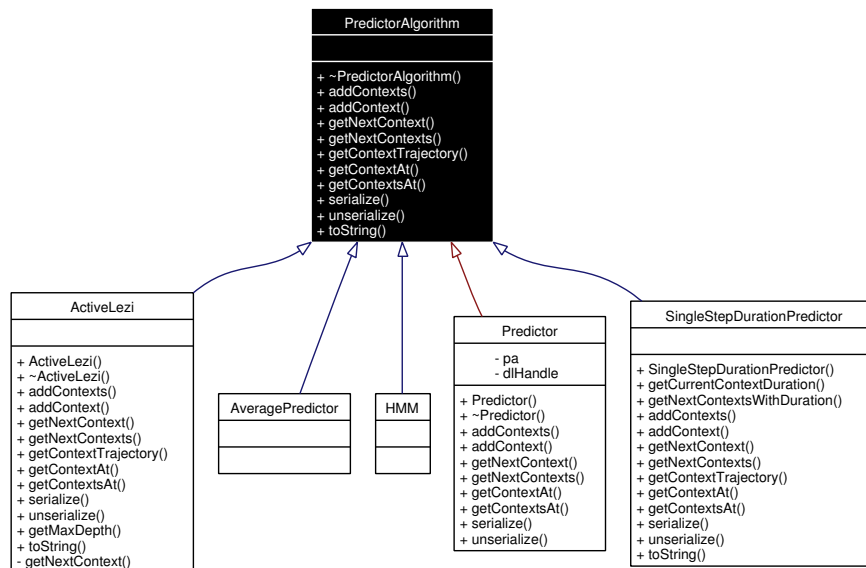 PredictorAlgorithm
+ ~PredictorAlgorithm()
+ addContexts()
+ addContext()
+ getNextContext()
+ getNextContexts()
+ getContextTrajectory()
+ getContextAt()
+ getContextsAt()
+ serialize()
+ unserialize()
+ toString()
ActiveLezi
+ ActiveLezi()
+ ~ActiveLezi()
+ addContexts()
+ addContext()
+ getNextContext()
+ getNextContexts()
+ getContextTrajectory()
+ getContextAt()
+ getContextsAt()
+ serialize()
+ unserialize()
+ getMaxDepth()
+ toString()
- getNextContext()
AveragePredictor
HMM
Predictor
- pa
- dlHandle
+ Predictor()
+ ~Predictor()
+ addContexts()
+ addContext()
+ getNextContext()
+ getNextContexts()
+ getContextAt()
+ getContextsAt()
+ serialize()
+ unserialize()
SingleStepDurationPredictor
+ SingleStepDurationPredictor()
+ getCurrentContextDuration()
+ getNextContextsWithDuration()
+ addContexts()
+ addContext()
+ getNextContext()
+ getNextContexts()
+ getContextTrajectory()
+ getContextAt()
+ getContextsAt()
+ serialize()
+ unserialize()
+ toString()